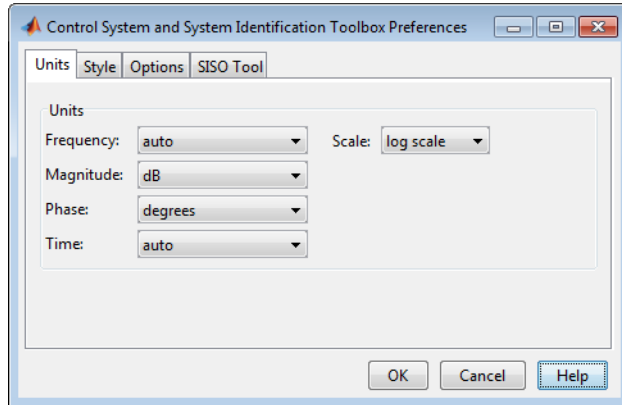 Control System and System Identification Toolbox Preferences
Units Style Options SISO Tool
Units
Frequency: auto Scale: log scale
Magnitude: dB
Phase: degrees
Time: auto
OK Cancel Help